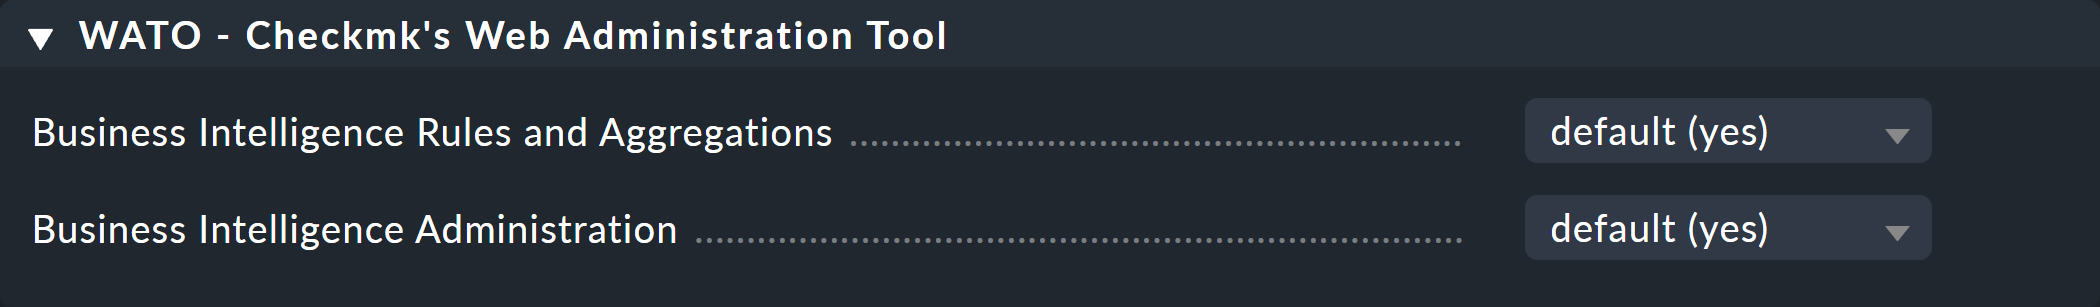 WATO - Checkmk's Web Administration Tool
Business Intelligence Rules and Aggregations default (yes)
Business Intelligence Administration default (yes)